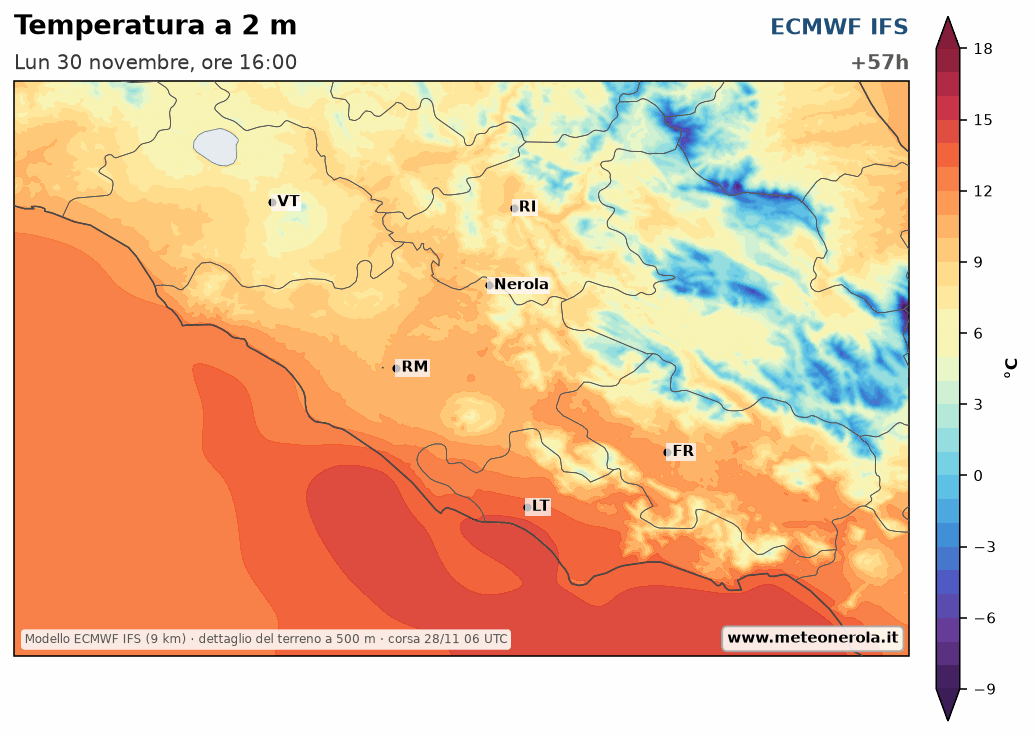 Temperatura a 2 m
ECMWF IFS
Lun 30 novembre, ore 16:00
+57h
VT
RI
Nerola
RM
FR
LT
Modello ECMWF IFS (9 km) · dettaglio del terreno a 500 m · corsa 28/11 06 UTC
www.meteonerola.it
18
15
12
9
6
3
0
−3
−6
−9
°C